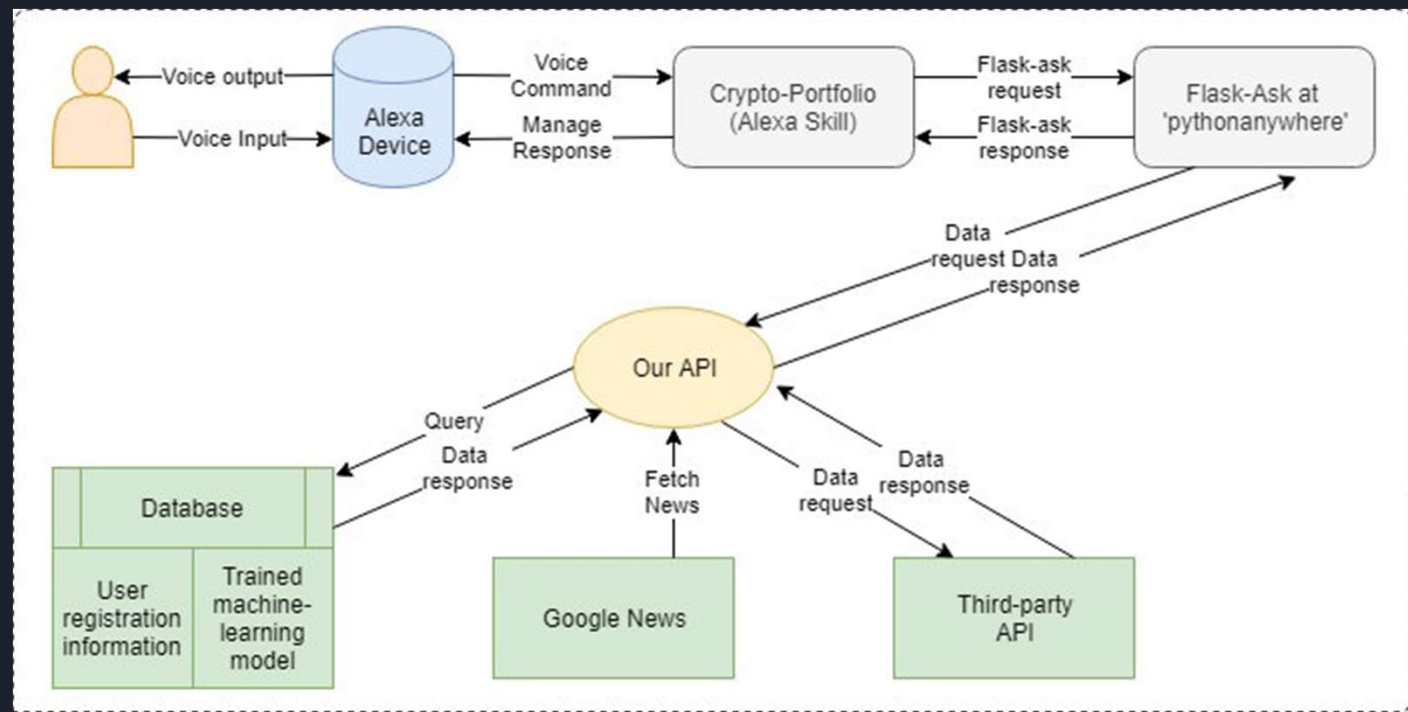 Voice output
Voice Input
Alexa
Device
Voice
Command
Manage
Response
Crypto-Portfolio
(Alexa Skill)
Flask-ask
request
Flask-ask
response
Flask-Ask at
'pythonanywhere'
Data
request
Data
response
Our API
Query
Data
response
Fetch
News
Data
request
Data
response
Database
User
registration
information
Trained
machine-
learning
model
Google News
Third-party
API